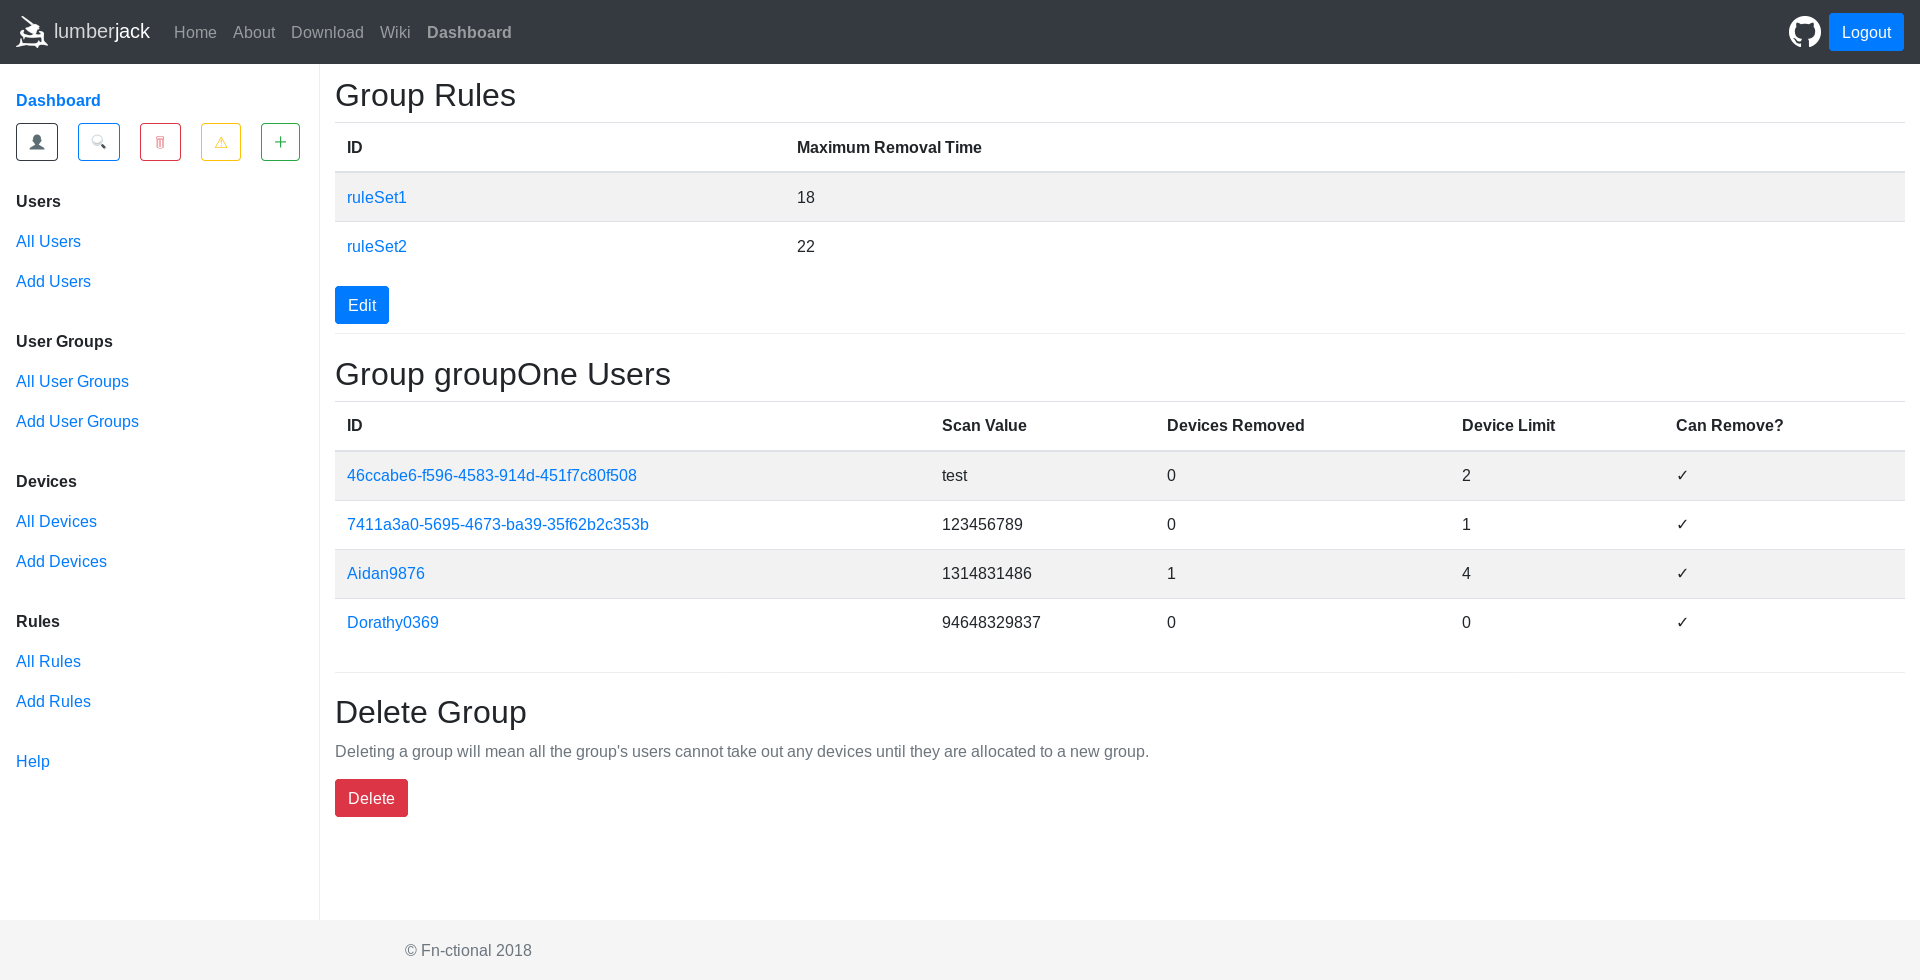 lumberjack Home About Download Wiki Dashboard Logout
Dashboard
Users
All Users
Add Users
User Groups
All User Groups
Add User Groups
Devices
All Devices
Add Devices
Rules
All Rules
Add Rules
Help
Group Rules
ID Maximum Removal Time
ruleSet1 18
ruleSet2 22
Edit
Group groupOne Users
ID Scan Value Devices Removed Device Limit Can Remove?
46ccabe6-f596-4583-914d-451f7c80f508 test 0 2 ✓
7411a3a0-5695-4673-ba39-35f62b2c353b 123456789 0 1 ✓
Aidan9876 1314831486 1 4 ✓
Dorathy0369 94648329837 0 0 ✓
Delete Group
Deleting a group will mean all the group's users cannot take out any devices until they are allocated to a new group.
Delete
© Fn-ctional 2018